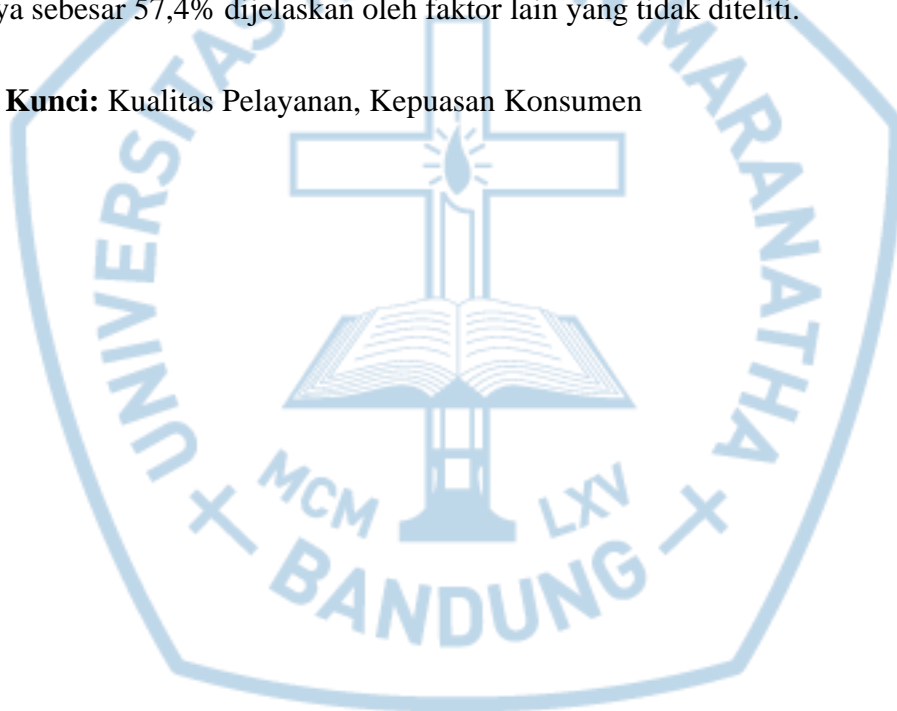 ya sebesar 57,4% dijelaskan oleh faktor lain yang tidak diteliti.
Kunci: Kualitas Pelayanan, Kepuasan Konsumen
MARANATHA
UNIVERSITAS
MCM LXV
BANDUNG